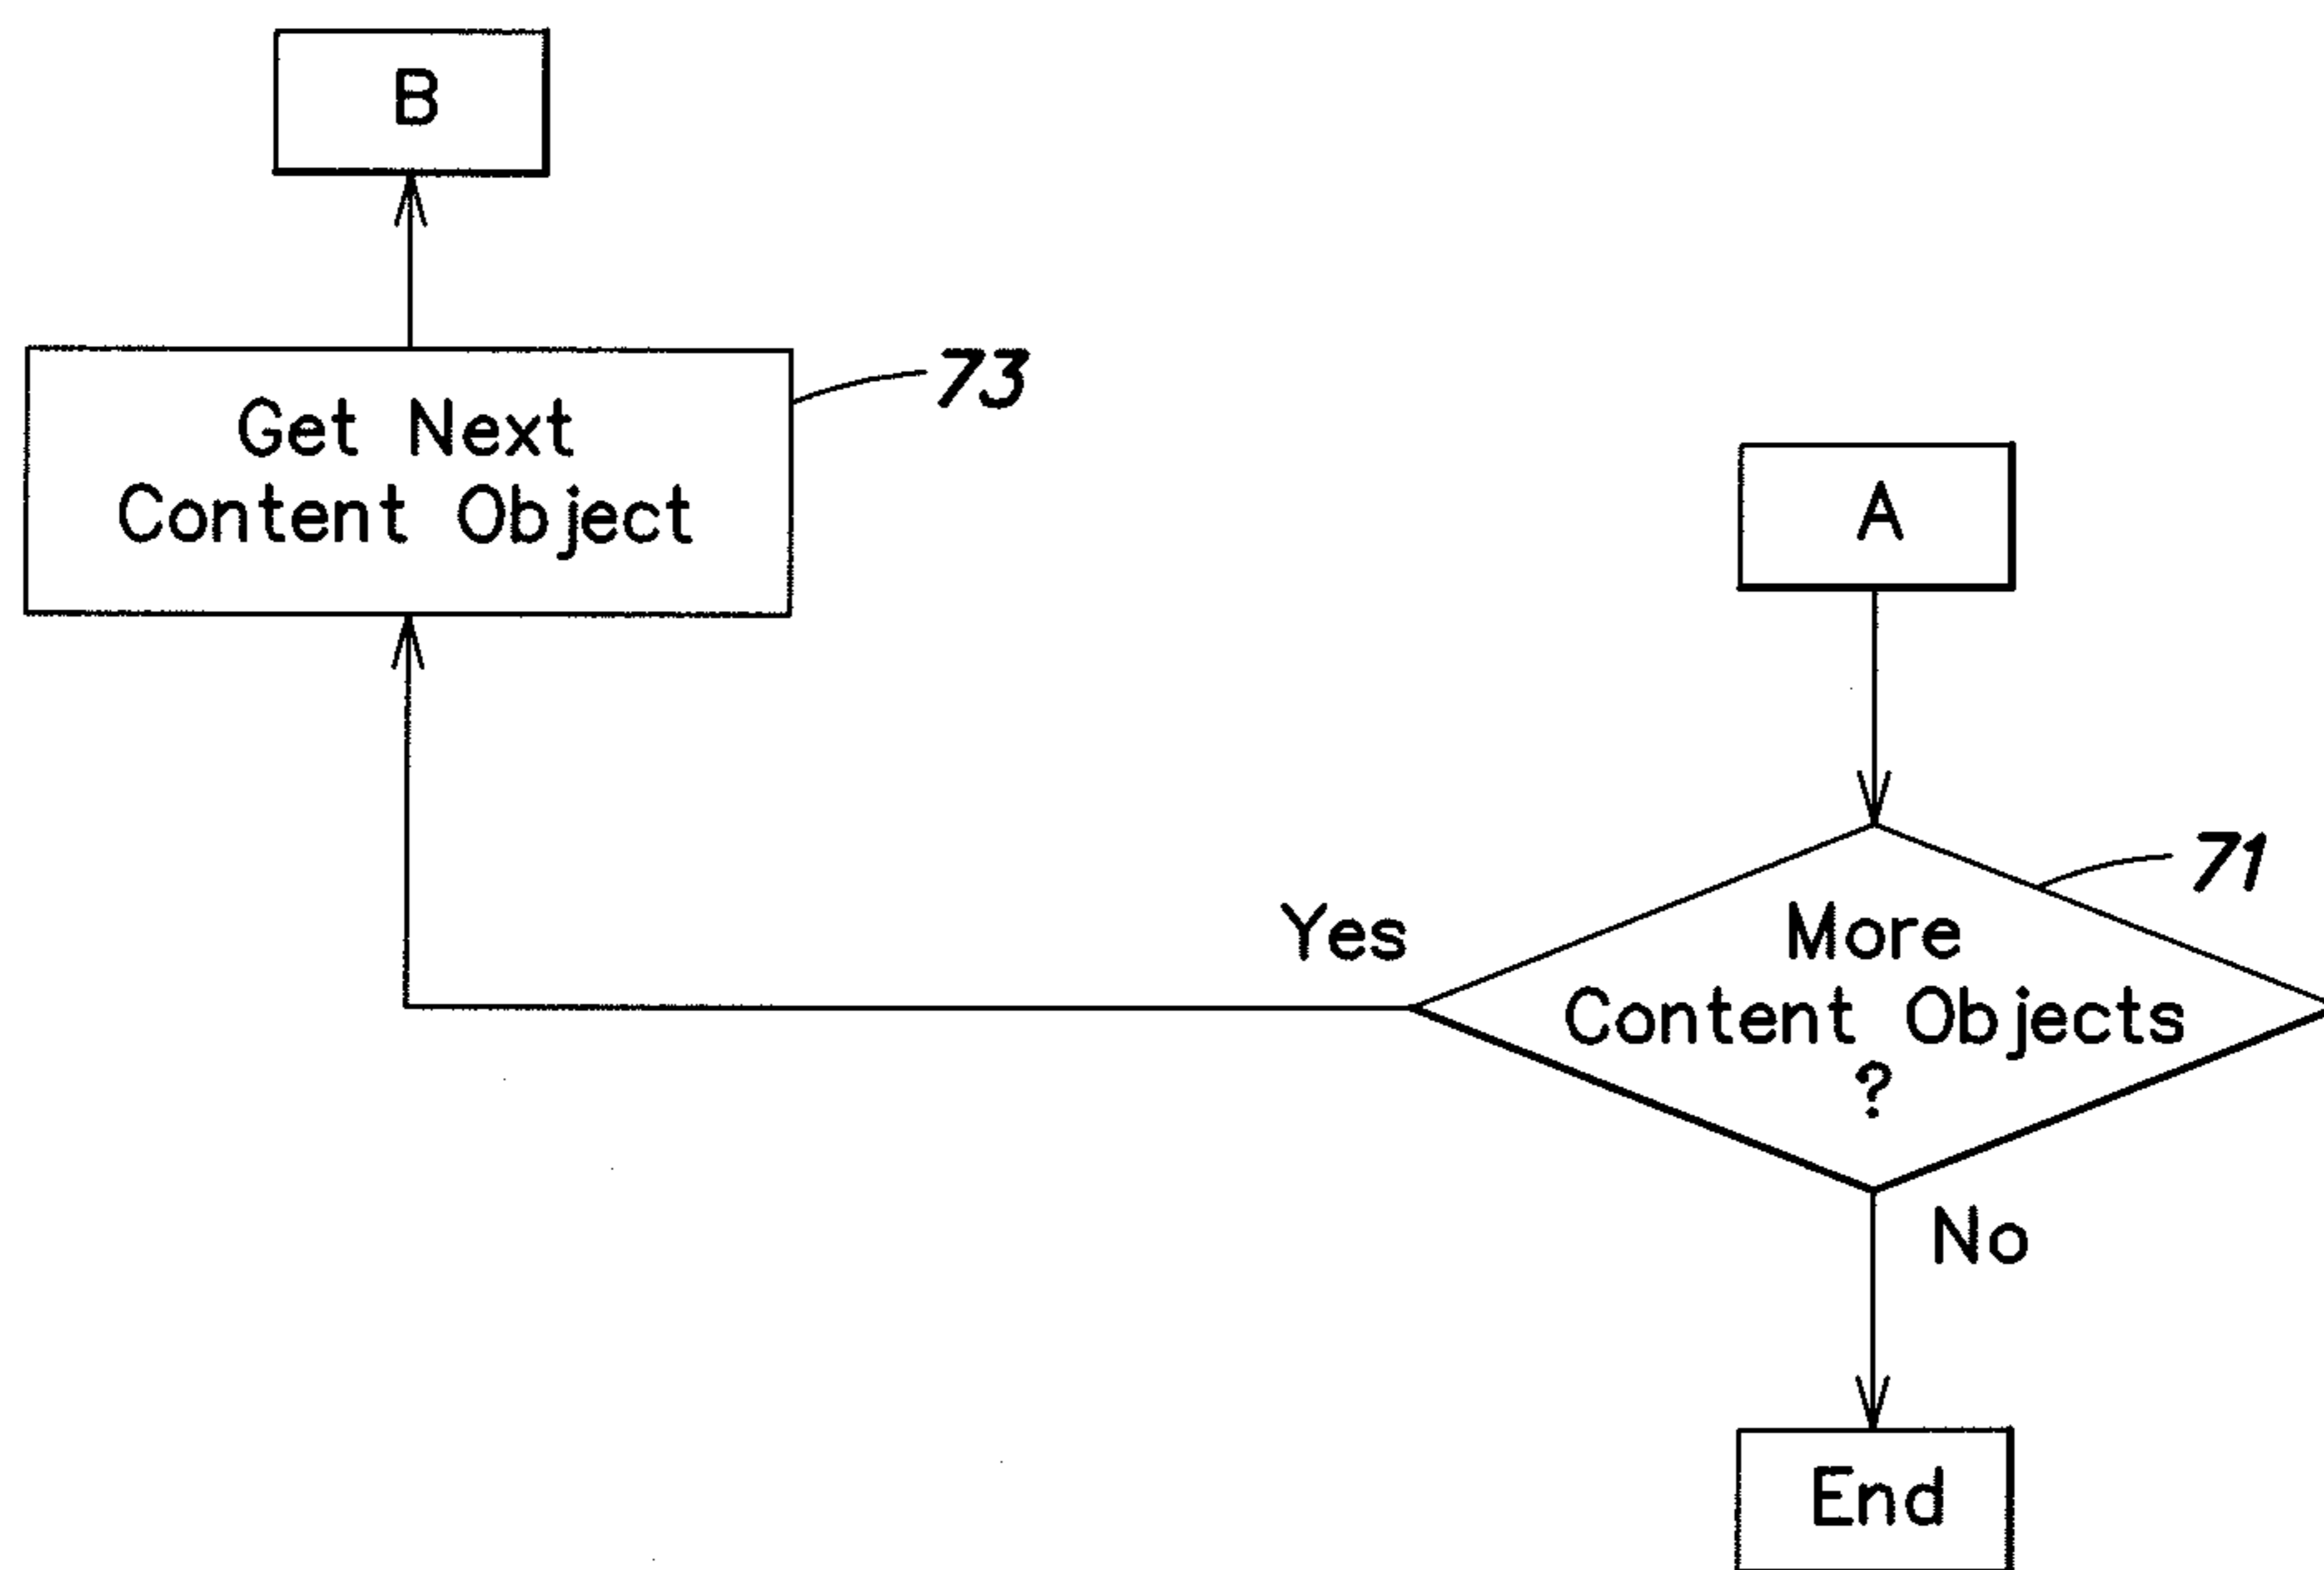 B
73
Get Next
Content Object
A
71
Yes
More
Content Objects
?
No
End